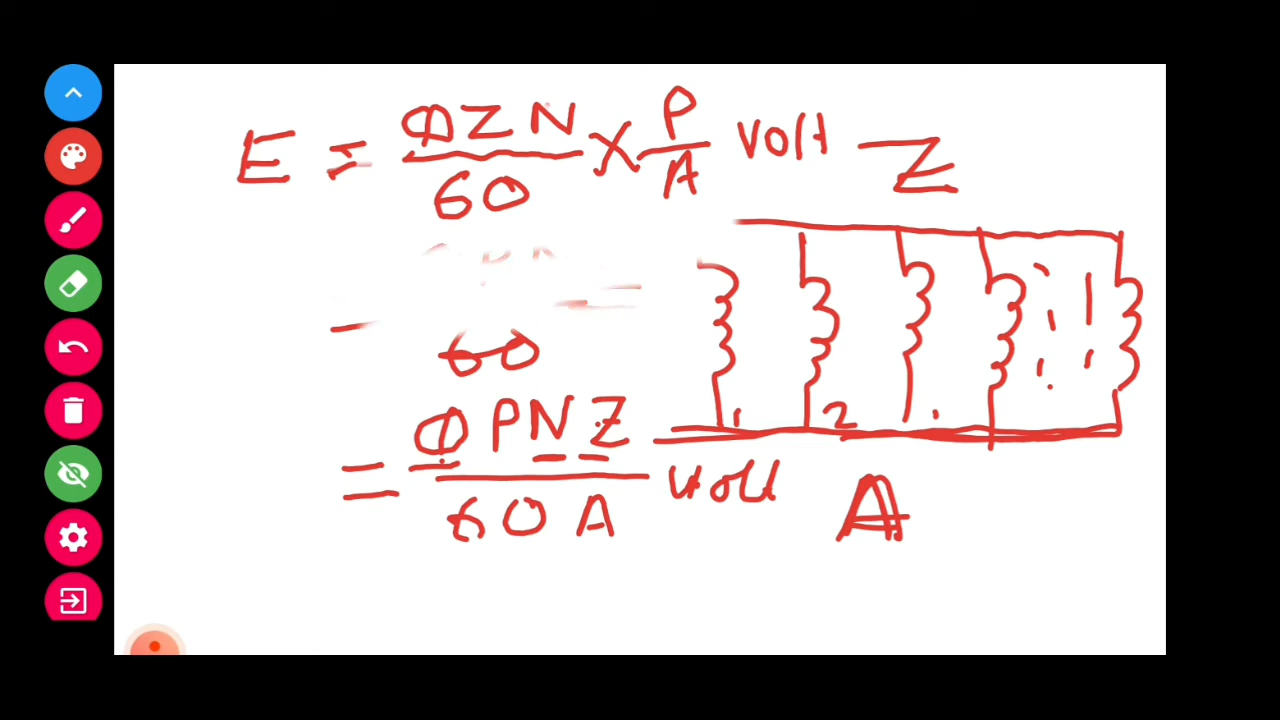 E = ΦZN/60 × P/A volt Z
60
1 2
= ΦPNZ/60A volt A